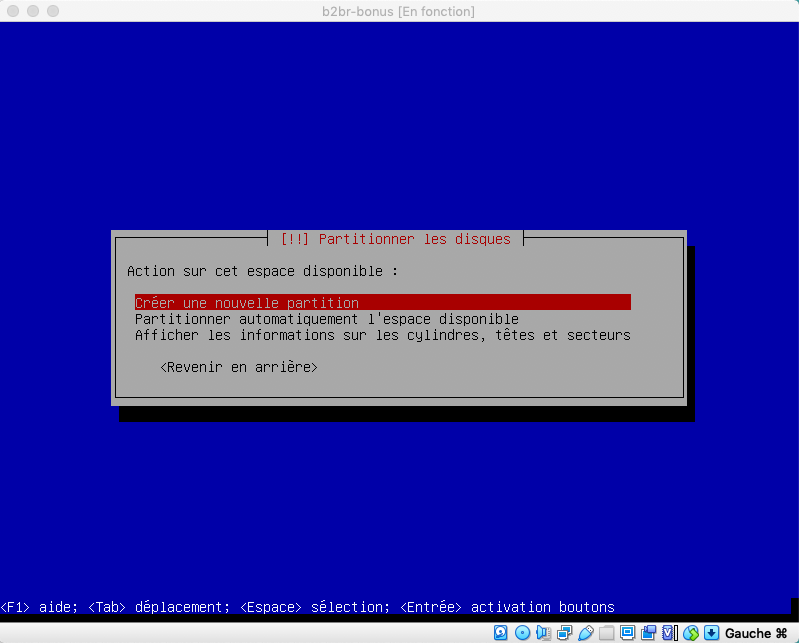 b2br-bonus [En fonction]
[!!] Partitionner les disques
Action sur cet espace disponible :
Créer une nouvelle partition
Partitionner automatiquement l'espace disponible
Afficher les informations sur les cylindres, têtes et secteurs
<Revenir en arrière>
<F1> aide; <Tab> déplacement; <Espace> sélection; <Entrée> activation boutons
Gauche ⌘